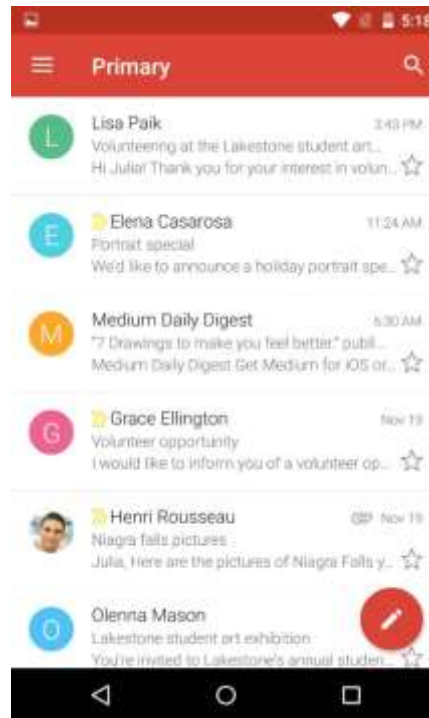 5:18
Primary
L
Lisa Paik 3:43 PM
Volunteering at the Lakestone student art...
Hi Julia! Thank you for your interest in volun...
E
Elena Casarosa 11:24 AM
Portrait special
We'd like to announce a holiday portrait spe...
M
Medium Daily Digest 6:30 AM
"7 Drawings to make you feel better" publ...
Medium Daily Digest Get Medium for iOS or...
G
Grace Ellington Nov 19
Volunteer opportunity
I would like to inform you of a volunteer op...
Henri Rousseau Nov 19
Niagra falls pictures
Julia, Here are the pictures of Niagra Falls y...
O
Olenna Mason
Lakestone student art exhibition
You're invited to Lakestone's annual studen...